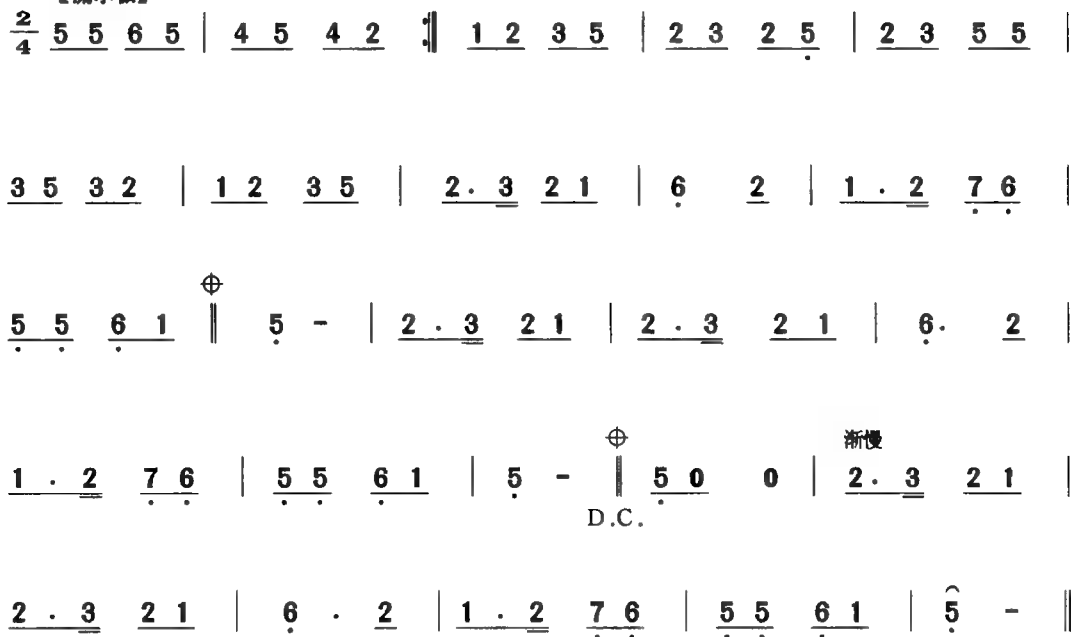 2/4 5 5 6 5 | 4 5 4 2 :‖ 1 2 3 5 | 2 3 2 5̣ | 2 3 5 5 |
3 5 3 2 | 1 2 3 5 | 2 . 3 2 1 | 6̣ 2 | 1 . 2 7̣ 6̣ |
5̣ 5̣ 6̣ 1 ‖ 5̣ - | 2 . 3 2 1 | 2 . 3 2 1 | 6̣ . 2 |
渐慢
1 . 2 7̣ 6̣ | 5̣ 5̣ 6̣ 1 | 5̣ - ‖ 5̣ 0 0 | 2 . 3 2 1 |
D.C.
2 . 3 2 1 | 6̣ . 2 | 1 . 2 7̣ 6̣ | 5̣ 5̣ 6̣ 1 | 5̣ - ‖